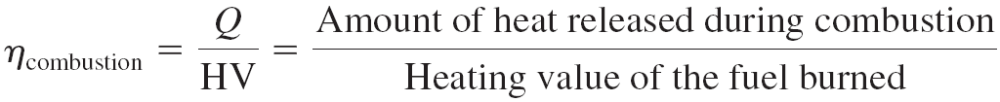 η_combustion = Q / HV = Amount of heat released during combustion / Heating value of the fuel burned